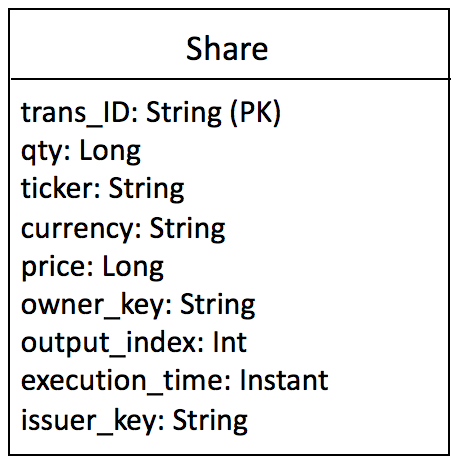 Share
trans_ID: String (PK)
qty: Long
ticker: String
currency: String
price: Long
owner_key: String
output_index: Int
execution_time: Instant
issuer_key: String